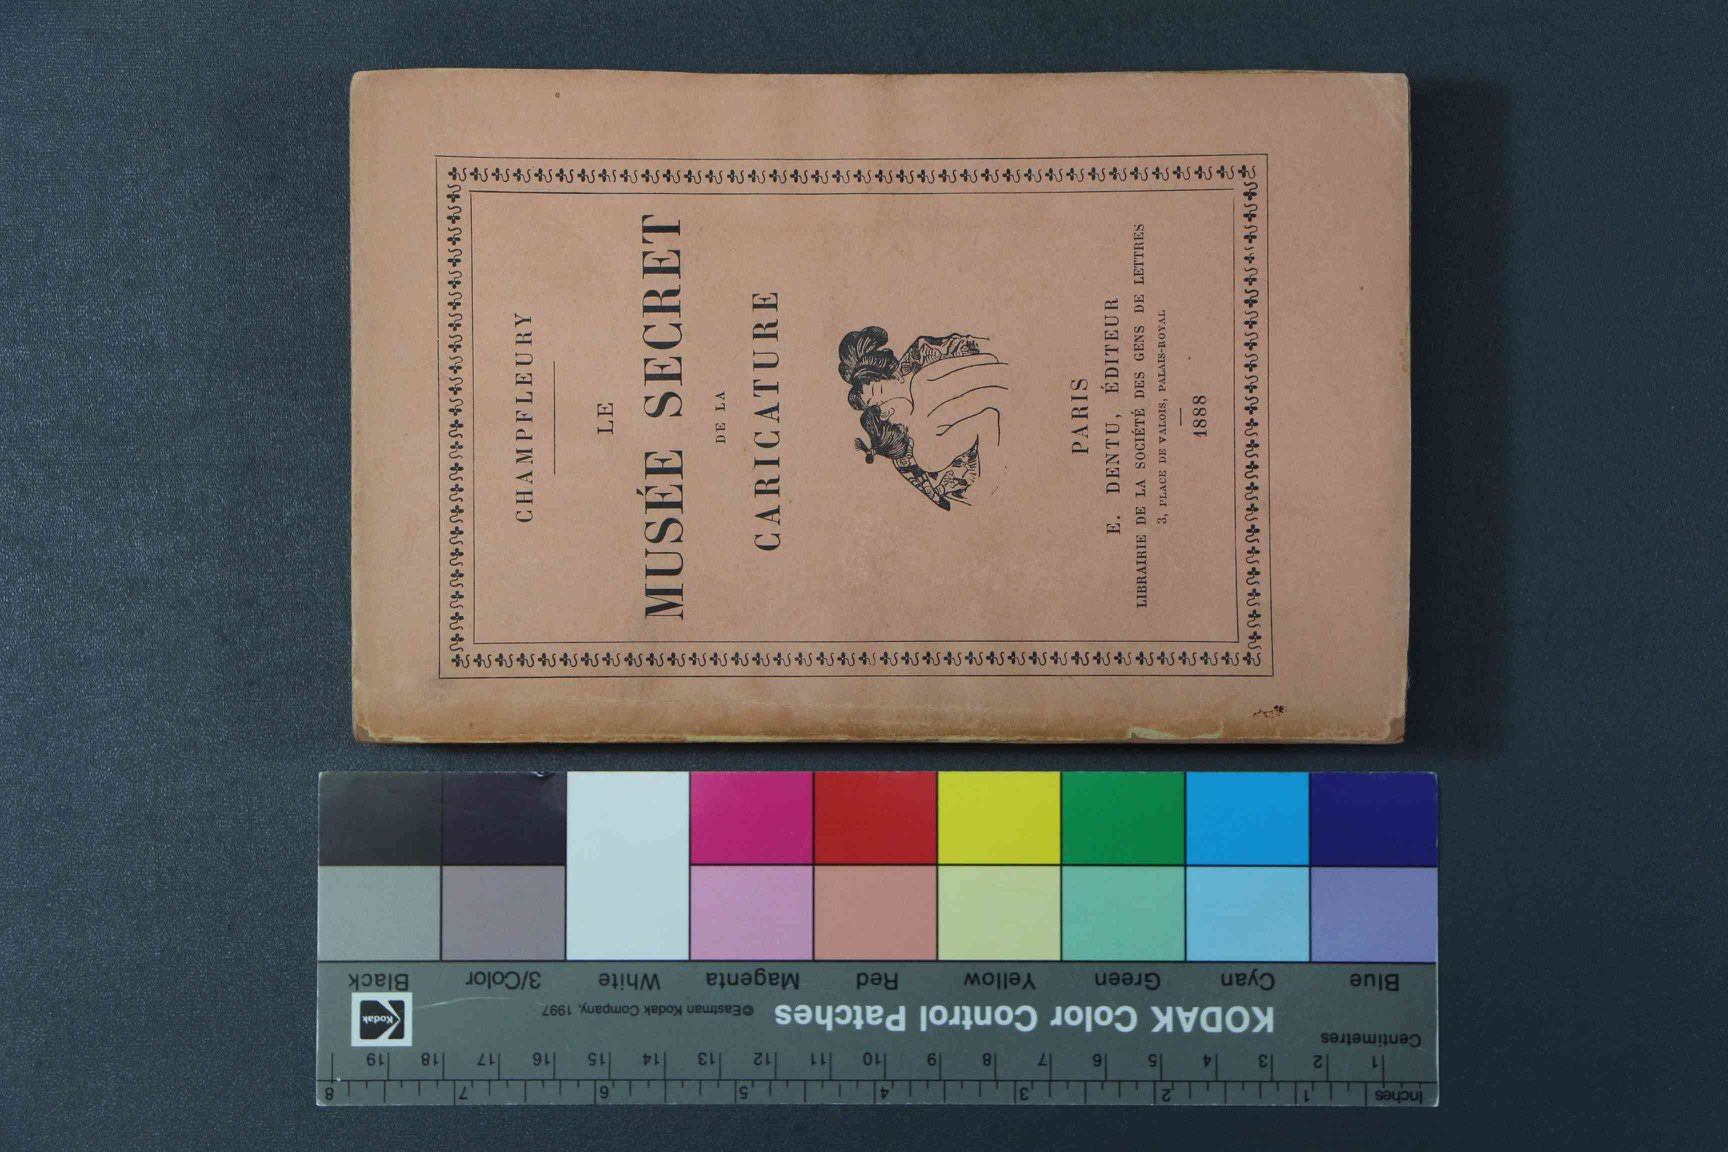 CHAMPFLEURY
LE
MUSÉE SECRET
DE LA
CARICATURE
PARIS
E. DENTU, ÉDITEUR
LIBRAIRIE DE LA SOCIÉTÉ DES GENS DE LETTRES
3, PLACE DE VALOIS, PALAIS-ROYAL
1888
Inches 1 2 3 4 5 6 7 8
1 2 3 4 5 6 7 8 9 10 11 12 13 14 15 16 17 18 19
Centimetres
KODAK Color Control Patches ©Eastman Kodak Company, 1997 Kodak
Blue Cyan Green Yellow Red Magenta White 3/Color Black